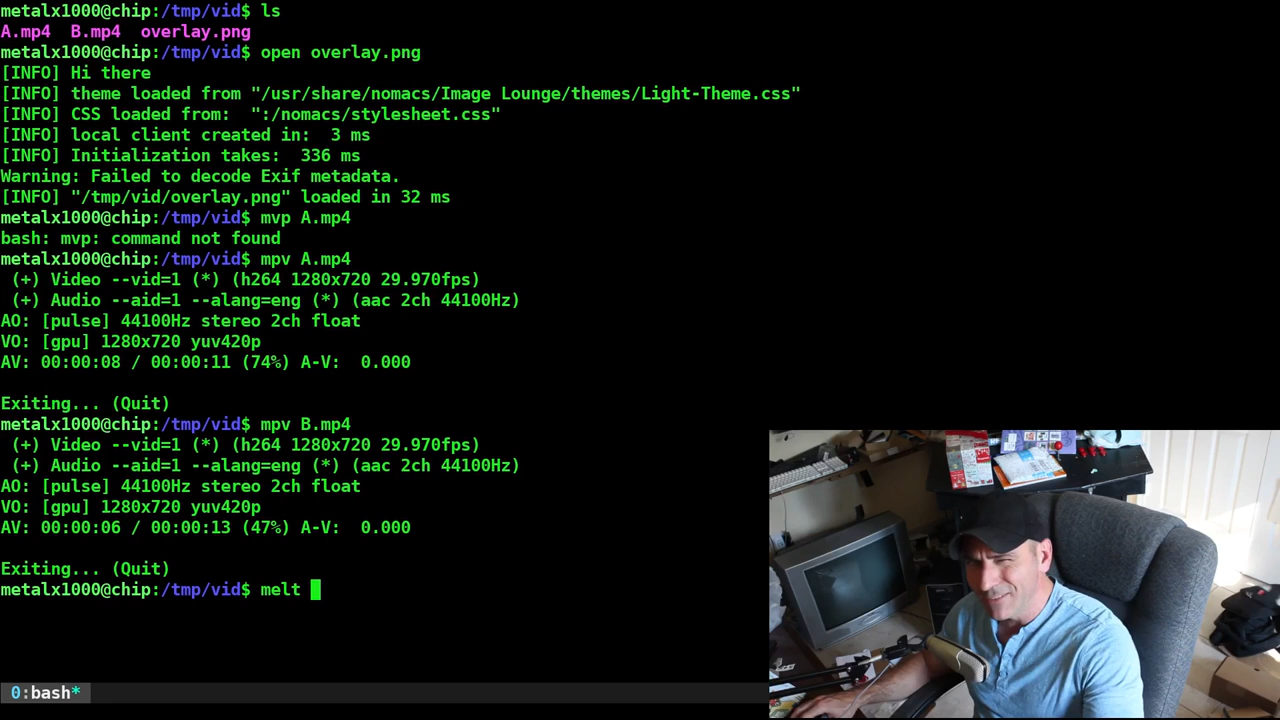 metalx1000@chip:/tmp/vid$ ls
A.mp4  B.mp4  overlay.png
metalx1000@chip:/tmp/vid$ open overlay.png
[INFO] Hi there
[INFO] theme loaded from "/usr/share/nomacs/Image Lounge/themes/Light-Theme.css"
[INFO] CSS loaded from:  ":/nomacs/stylesheet.css"
[INFO] local client created in:  3 ms
[INFO] Initialization takes:  336 ms
Warning: Failed to decode Exif metadata.
[INFO] "/tmp/vid/overlay.png" loaded in 32 ms
metalx1000@chip:/tmp/vid$ mvp A.mp4
bash: mvp: command not found
metalx1000@chip:/tmp/vid$ mpv A.mp4
 (+) Video --vid=1 (*) (h264 1280x720 29.970fps)
 (+) Audio --aid=1 --alang=eng (*) (aac 2ch 44100Hz)
AO: [pulse] 44100Hz stereo 2ch float
VO: [gpu] 1280x720 yuv420p
AV: 00:00:08 / 00:00:11 (74%) A-V:  0.000
Exiting... (Quit)
metalx1000@chip:/tmp/vid$ mpv B.mp4
 (+) Video --vid=1 (*) (h264 1280x720 29.970fps)
 (+) Audio --aid=1 --alang=eng (*) (aac 2ch 44100Hz)
AO: [pulse] 44100Hz stereo 2ch float
VO: [gpu] 1280x720 yuv420p
AV: 00:00:06 / 00:00:13 (47%) A-V:  0.000
Exiting... (Quit)
metalx1000@chip:/tmp/vid$ melt
0:bash*